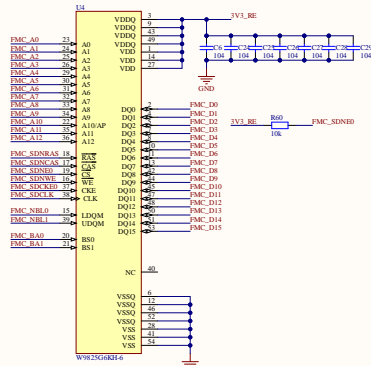 U4
FMC_A0 23 A0 VDDQ 3 3V3_RE
FMC_A1 24 A1 VDDQ 9
FMC_A2 25 A2 VDDQ 43
FMC_A3 26 A3 VDDQ 49
FMC_A4 29 A4 VDD 1
FMC_A5 30 A5 VDD 14
FMC_A6 31 A6 VDD 27
FMC_A7 32 A7
FMC_A8 33 A8
FMC_A9 34 A9
FMC_A10 22 A10/AP
FMC_A11 35 A11
FMC_A12 36 A12
C6 104 C24 104 C25 104 C26 104 C27 104 C28 104 C29 104
GND
DQ0 2 FMC_D0
DQ1 FMC_D1
DQ2 FMC_D2
DQ3 FMC_D3
DQ4 FMC_D4
DQ5 FMC_D5
DQ6 FMC_D6
DQ7 FMC_D7
DQ8 FMC_D8
DQ9 FMC_D9
DQ10 FMC_D10
DQ11 FMC_D11
DQ12 FMC_D12
DQ13 FMC_D13
DQ14 FMC_D14
DQ15 53 FMC_D15
3V3_RE R60 10k FMC_SDNE0
FMC_SDNRAS 18 RAS
FMC_SDNCAS 17 CAS
FMC_SDNE0 19 CS
FMC_SDNWE 16 WE
FMC_SDCKE0 37 CKE
FMC_SDCLK 38 CLK
FMC_NBL0 15 LDQM
FMC_NBL1 39 UDQM
FMC_BA0 20 BS0
FMC_BA1 21 BS1
NC 40
VSSQ 6
VSSQ 12
VSSQ 46
VSSQ 52
VSS 28
VSS 41
VSS 54
W9825G6KH-6